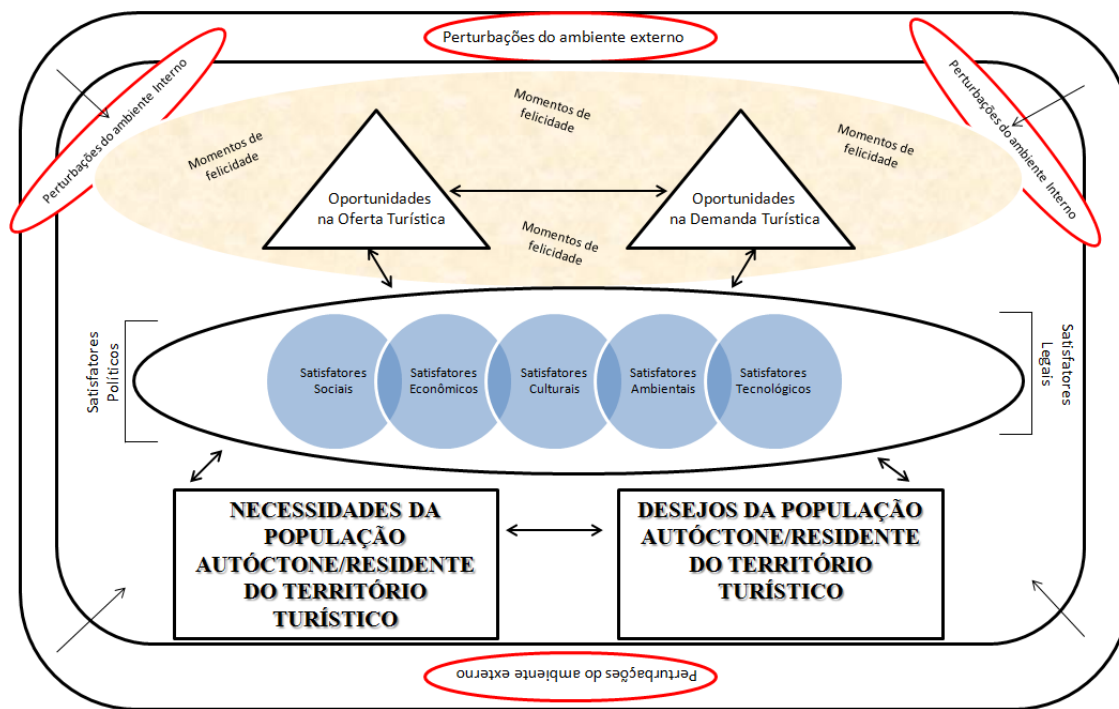 Perturbações do ambiente externo
Perturbações do ambiente Interno
Perturbações do ambiente Interno
Momentos de
felicidade
Momentos de
felicidade
Momentos de
felicidade
Oportunidades
na Oferta Turística
Oportunidades
na Demanda Turística
Momentos de
felicidade
Satisfatores
Políticos
Satisfatores
Sociais
Satisfatores
Econômicos
Satisfatores
Culturais
Satisfatores
Ambientais
Satisfatores
Tecnológicos
Satisfatores
Legais
NECESSIDADES DA
POPULAÇÃO
AUTÓCTONE/RESIDENTE
DO TERRITÓRIO
TURÍSTICO
DESEJOS DA POPULAÇÃO
AUTÓCTONE/RESIDENTE
DO TERRITÓRIO
TURÍSTICO
Perturbações do ambiente externo